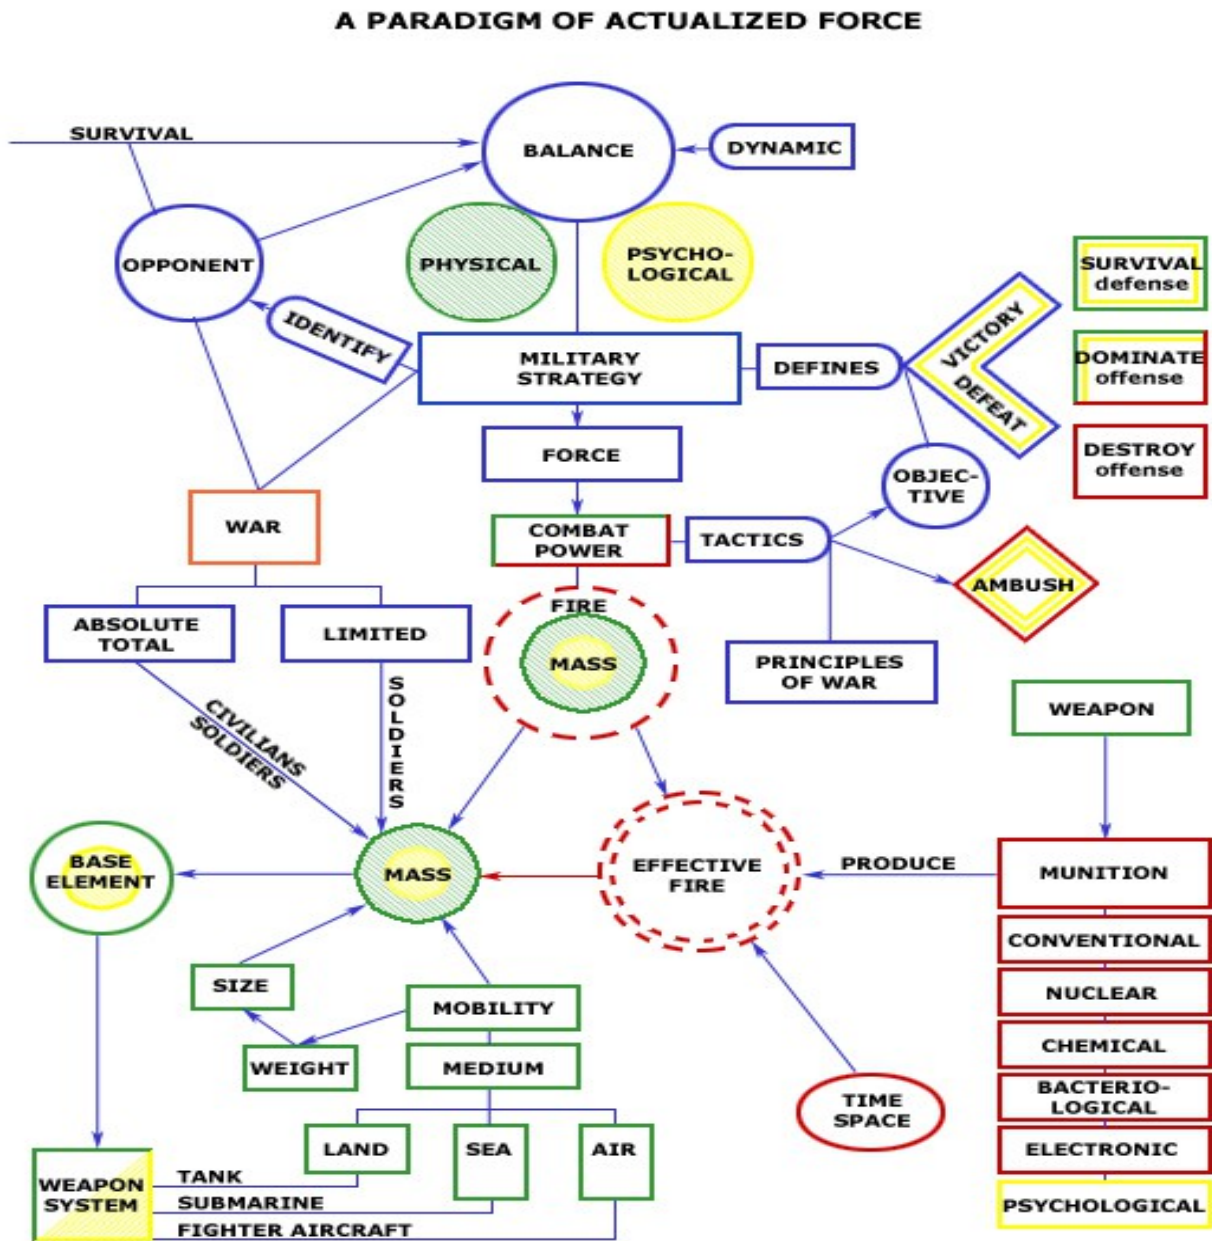 A PARADIGM OF ACTUALIZED FORCE
SURVIVAL
BALANCE
DYNAMIC
OPPONENT
PHYSICAL
PSYCHO-
LOGICAL
SURVIVAL
defense
IDENTIFY
MILITARY
STRATEGY
DEFINES
VICTORY
DEFEAT
DOMINATE
offense
FORCE
OBJEC-
TIVE
DESTROY
offense
WAR
COMBAT
POWER
TACTICS
AMBUSH
ABSOLUTE
TOTAL
LIMITED
FIRE
MASS
PRINCIPLES
OF WAR
WEAPON
CIVILIANS
SOLDIERS
SOLDIERS
BASE
ELEMENT
MASS
EFFECTIVE
FIRE
PRODUCE
MUNITION
CONVENTIONAL
SIZE
MOBILITY
NUCLEAR
WEIGHT
MEDIUM
CHEMICAL
TIME
SPACE
BACTERIO-
LOGICAL
LAND
SEA
AIR
ELECTRONIC
WEAPON
SYSTEM
TANK
SUBMARINE
FIGHTER AIRCRAFT
PSYCHOLOGICAL